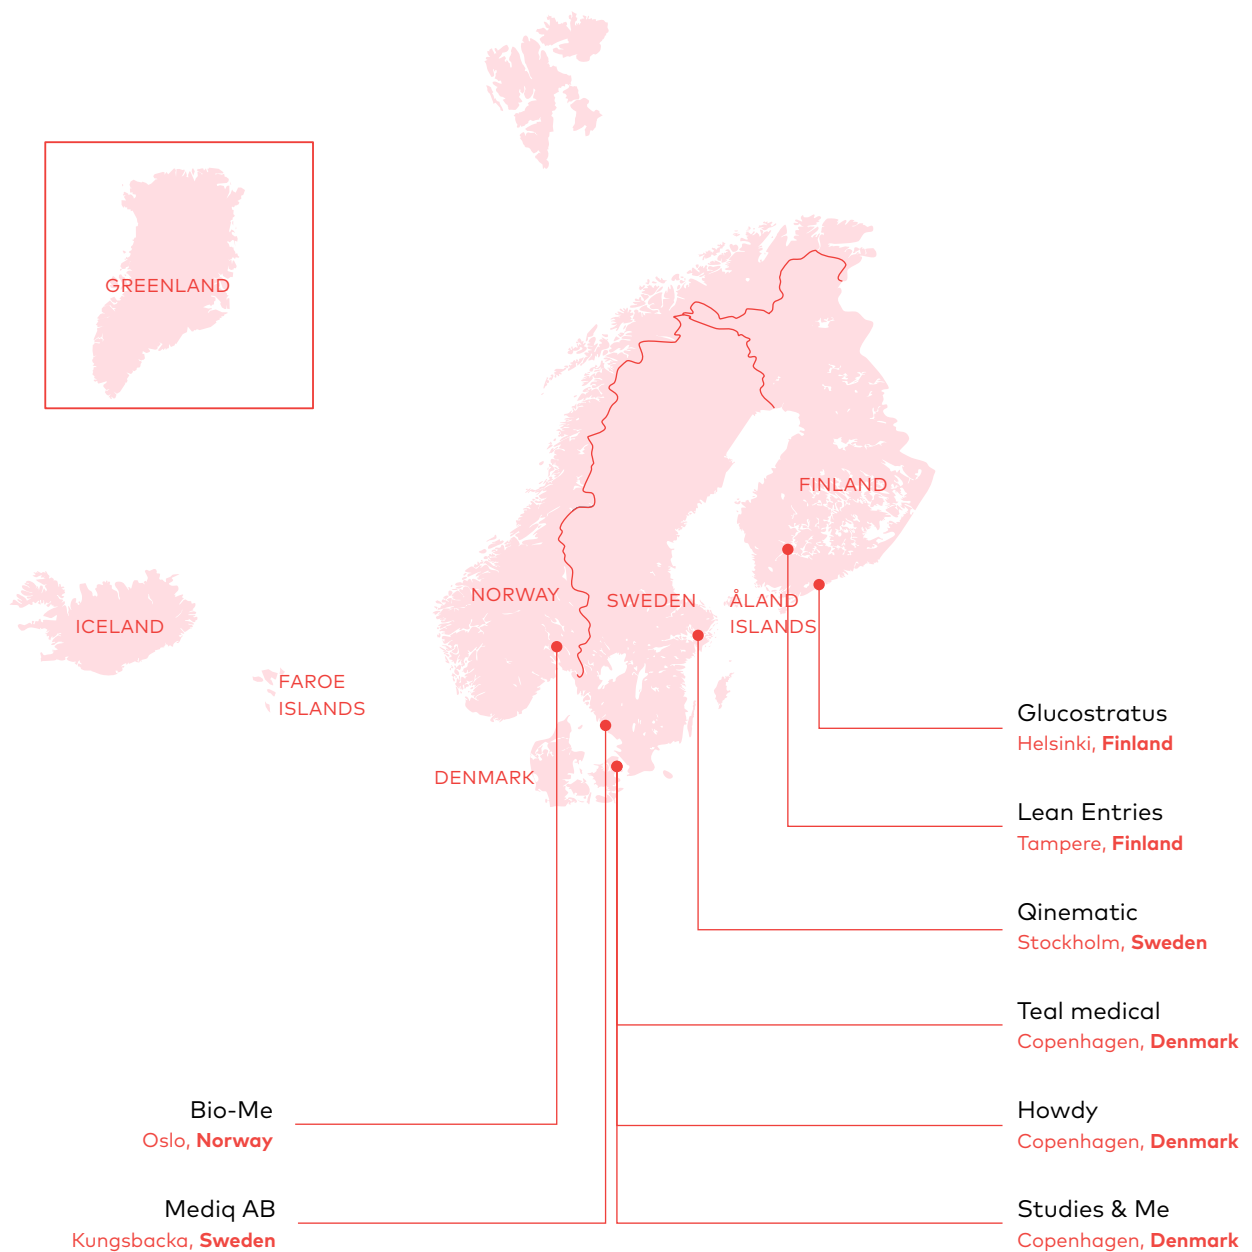 GREENLAND
FINLAND
NORWAY
SWEDEN
ÅLAND
ISLANDS
ICELAND
FAROE
ISLANDS
DENMARK
Glucostratus
Helsinki, Finland
Lean Entries
Tampere, Finland
Qinematic
Stockholm, Sweden
Teal medical
Copenhagen, Denmark
Bio-Me
Oslo, Norway
Howdy
Copenhagen, Denmark
Mediq AB
Kungsbacka, Sweden
Studies & Me
Copenhagen, Denmark